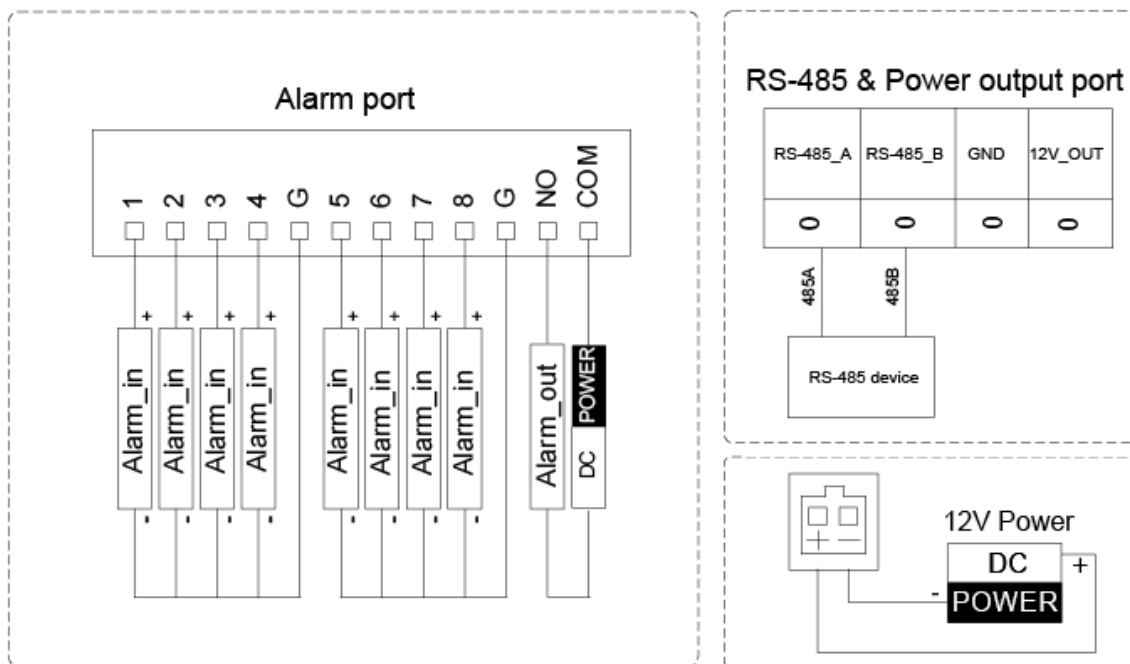 Alarm port
1 2 3 4 G 5 6 7 8 G NO COM
+ + + + + + + +
Alarm_in Alarm_in Alarm_in Alarm_in Alarm_in Alarm_in Alarm_in Alarm_in Alarm_out DC POWER
- - - - - - - -
RS-485 & Power output port
RS-485_A RS-485_B GND 12V_OUT
0 0 0 0
485A 485B
RS-485 device
+ -
12V Power
DC +
- POWER